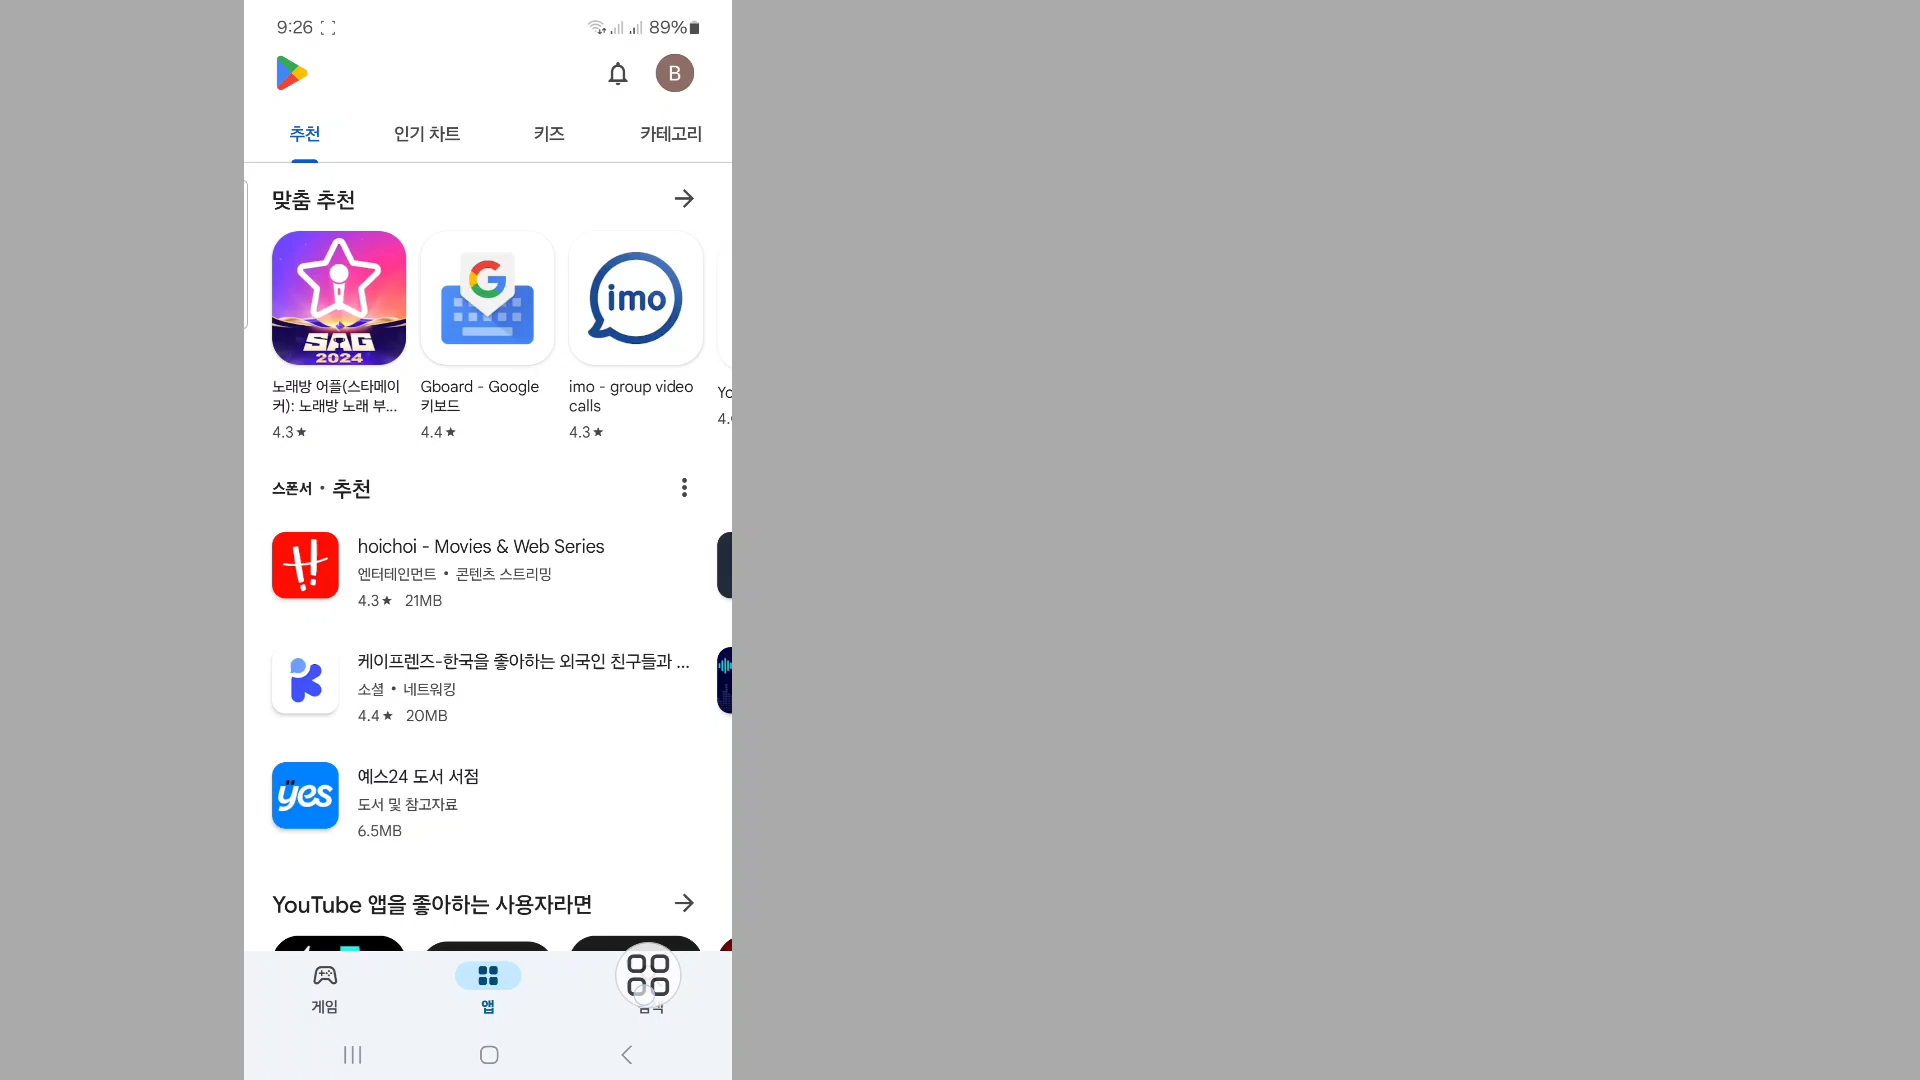 9:26
89%
B
추천 인기 차트 키즈 카테고리
맞춤 추천
SAG
2024
G
imo
노래방 어플(스타메이
커): 노래방 노래 부...
4.3★
Gboard - Google
키보드
4.4★
imo - group video
calls
4.3★
4.
스폰서 • 추천
hoichoi - Movies & Web Series
엔터테인먼트 • 콘텐츠 스트리밍
4.3★ 21MB
케이프렌즈-한국을 좋아하는 외국인 친구들과 ...
소셜 • 네트워킹
4.4★ 20MB
yes
예스24 도서 서점
도서 및 참고자료
6.5MB
YouTube 앱을 좋아하는 사용자라면
게임 앱